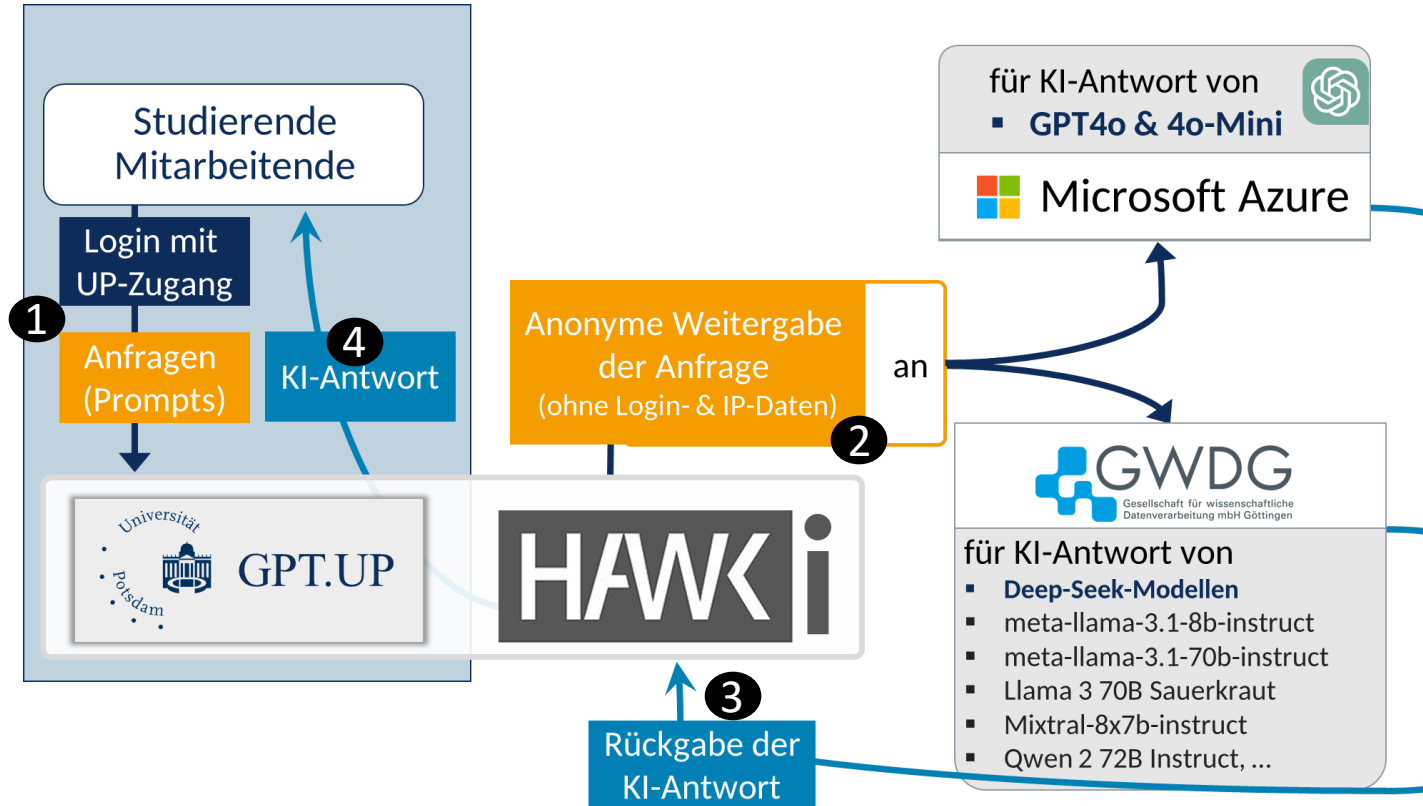 Studierende
Mitarbeitende
Login mit
UP-Zugang
1
Anfragen
(Prompts)
4
KI-Antwort
Universität
Potsdam
GPT.UP
HAWKi
Anonyme Weitergabe
der Anfrage
(ohne Login- & IP-Daten)
an
2
für KI-Antwort von
▪ GPT4o & 4o-Mini
Microsoft Azure
GWDG
Gesellschaft für wissenschaftliche
Datenverarbeitung mbH Göttingen
für KI-Antwort von
▪ Deep-Seek-Modellen
▪ meta-llama-3.1-8b-instruct
▪ meta-llama-3.1-70b-instruct
▪ Llama 3 70B Sauerkraut
▪ Mixtral-8x7b-instruct
▪ Qwen 2 72B Instruct, ...
3
Rückgabe der
KI-Antwort